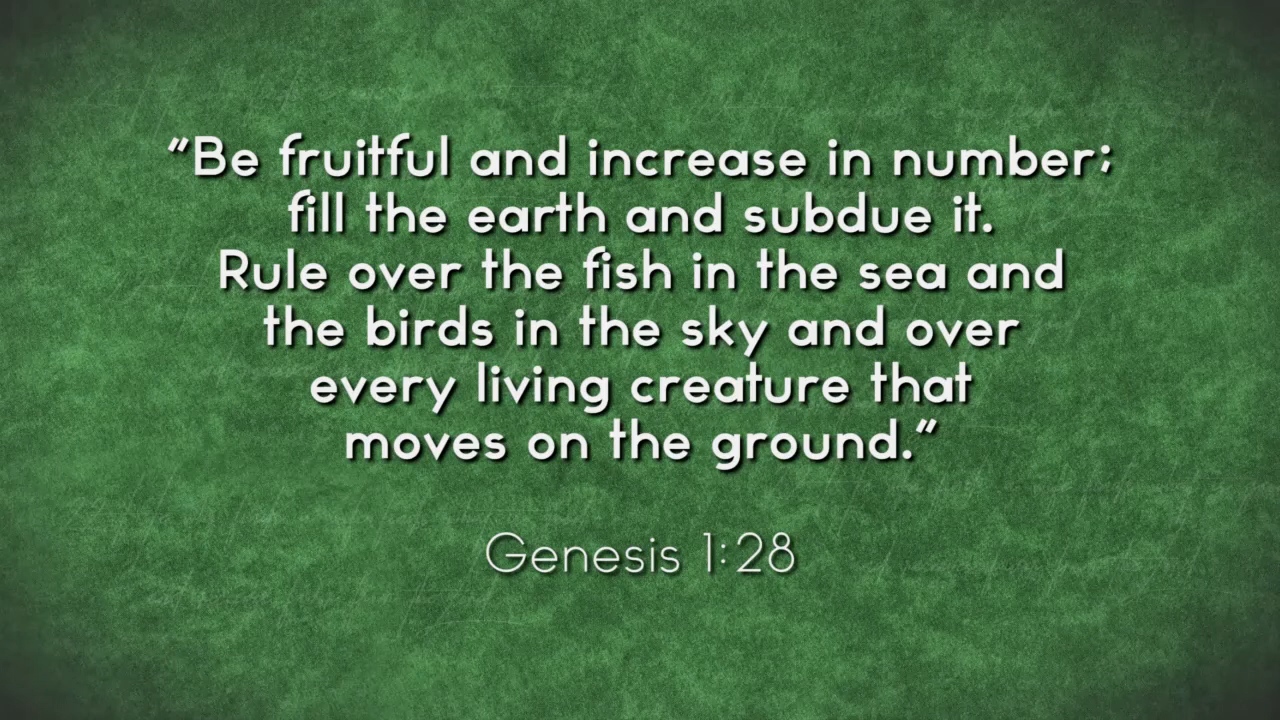 “Be fruitful and increase in number;
fill the earth and subdue it.
Rule over the fish in the sea and
the birds in the sky and over
every living creature that
moves on the ground.”
Genesis 1:28